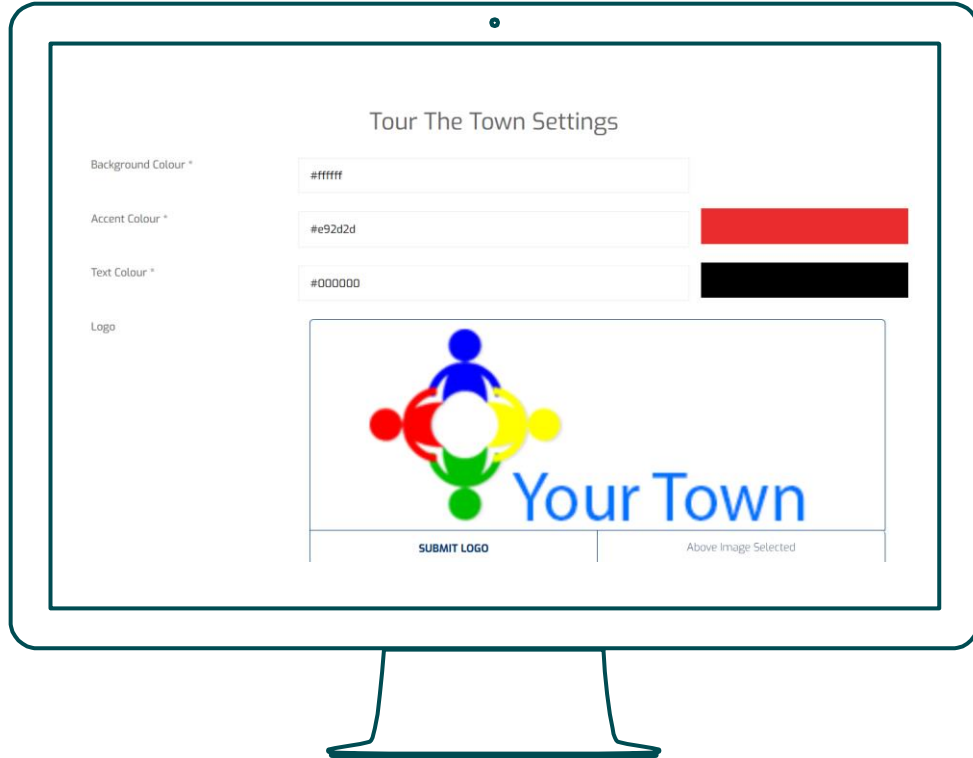 Tour The Town Settings
Background Colour *
#ffffff
Accent Colour *
#e92d2d
Text Colour *
#000000
Logo
Your Town
SUBMIT LOGO
Above Image Selected